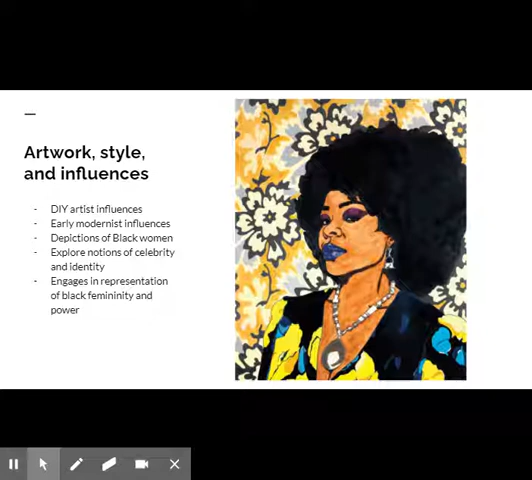 Artwork, style,
and influences
- DIY artist influences
- Early modernist influences
- Depictions of Black women
- Explore notions of celebrity
and identity
- Engages in representation
of black femininity and
power